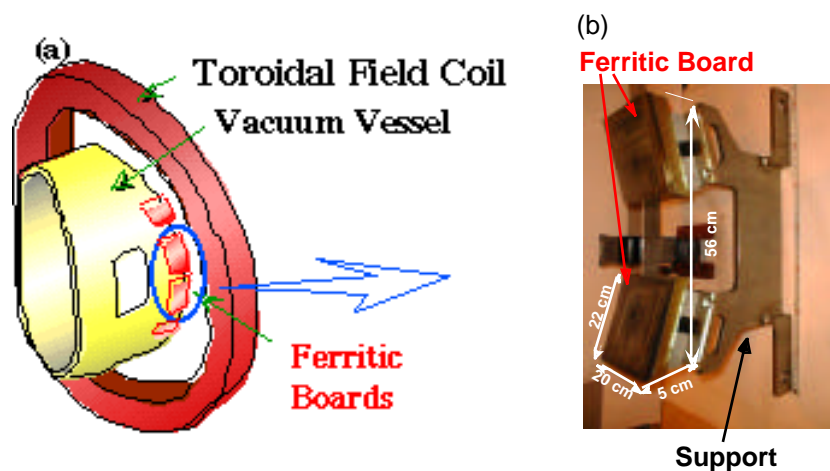 (a)
Toroidal Field Coil
Vacuum Vessel
Ferritic
Boards
(b)
Ferritic Board
56 cm
22 cm
20 cm
5 cm
Support